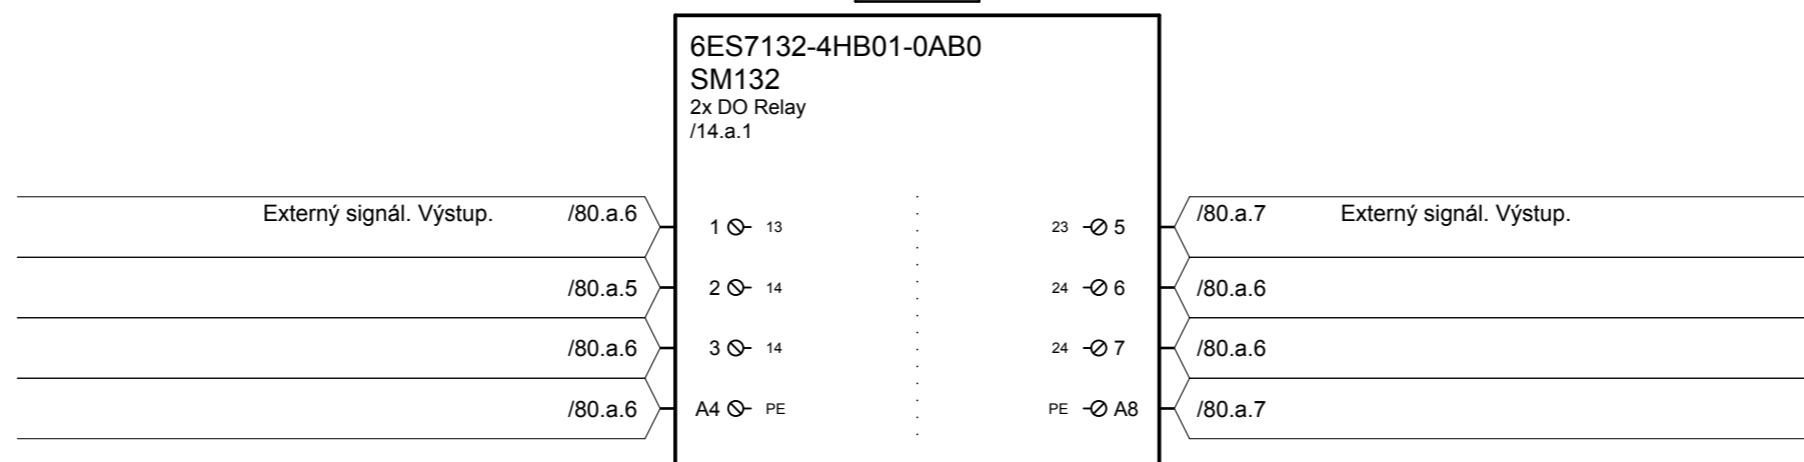 6ES7132-4HB01-0AB0
SM132
2x DO Relay
/14.a.1
Externý signál. Výstup. /80.a.6 1 13 23 5 /80.a.7 Externý signál. Výstup.
/80.a.5 2 14 24 6 /80.a.6
/80.a.6 3 14 24 7 /80.a.6
/80.a.6 A4 PE PE A8 /80.a.7